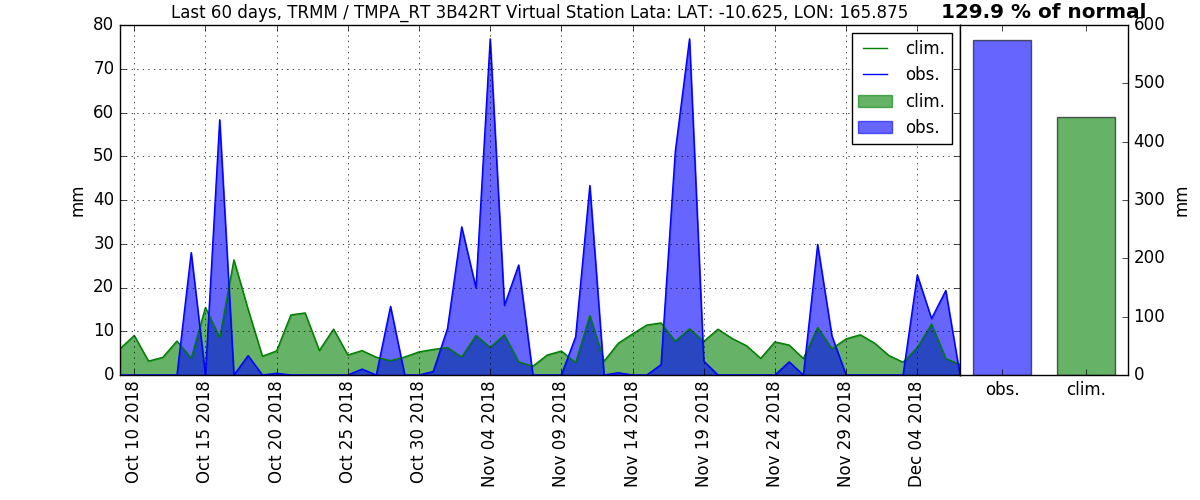 Last 60 days, TRMM / TMPA_RT 3B42RT Virtual Station Lata: LAT: -10.625, LON: 165.875
129.9 % of normal
80
70
60
50
40
30
20
10
0
mm
clim.
obs.
clim.
obs.
Oct 10 2018
Oct 15 2018
Oct 20 2018
Oct 25 2018
Oct 30 2018
Nov 04 2018
Nov 09 2018
Nov 14 2018
Nov 19 2018
Nov 24 2018
Nov 29 2018
Dec 04 2018
600
500
400
300
200
100
0
mm
obs.
clim.